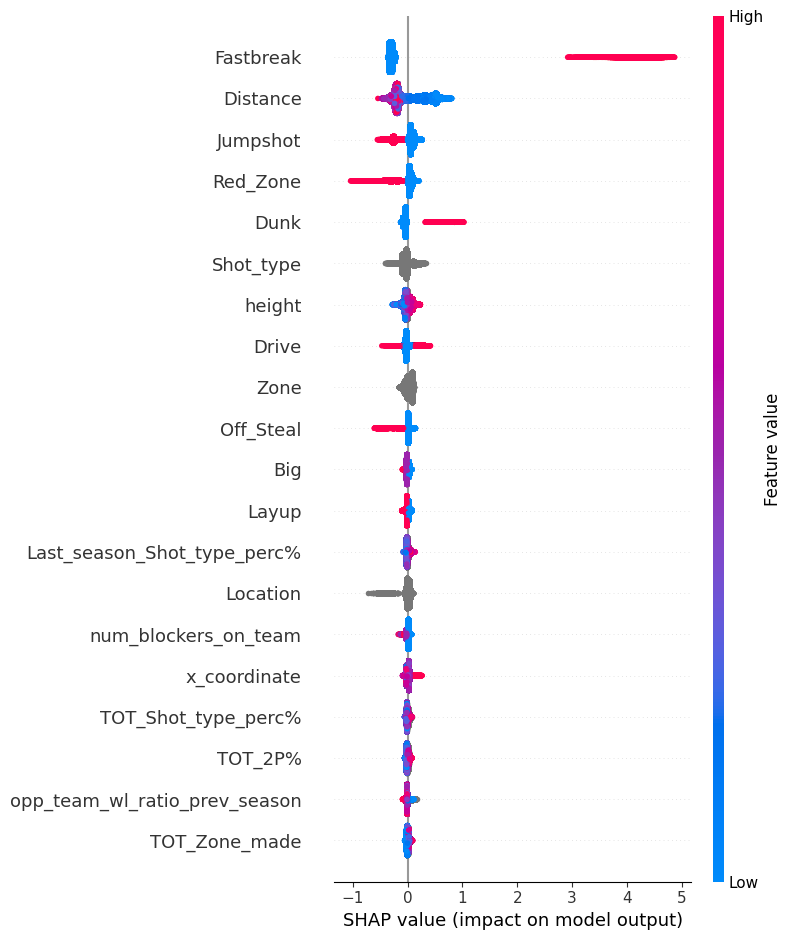 High
Fastbreak
Distance
Jumpshot
Red_Zone
Dunk
Shot_type
height
Drive
Zone
Off_Steal
Big
Layup
Last_season_Shot_type_perc%
Location
num_blockers_on_team
x_coordinate
TOT_Shot_type_perc%
TOT_2P%
opp_team_wl_ratio_prev_season
TOT_Zone_made
Feature value
Low
−1 0 1 2 3 4 5
SHAP value (impact on model output)